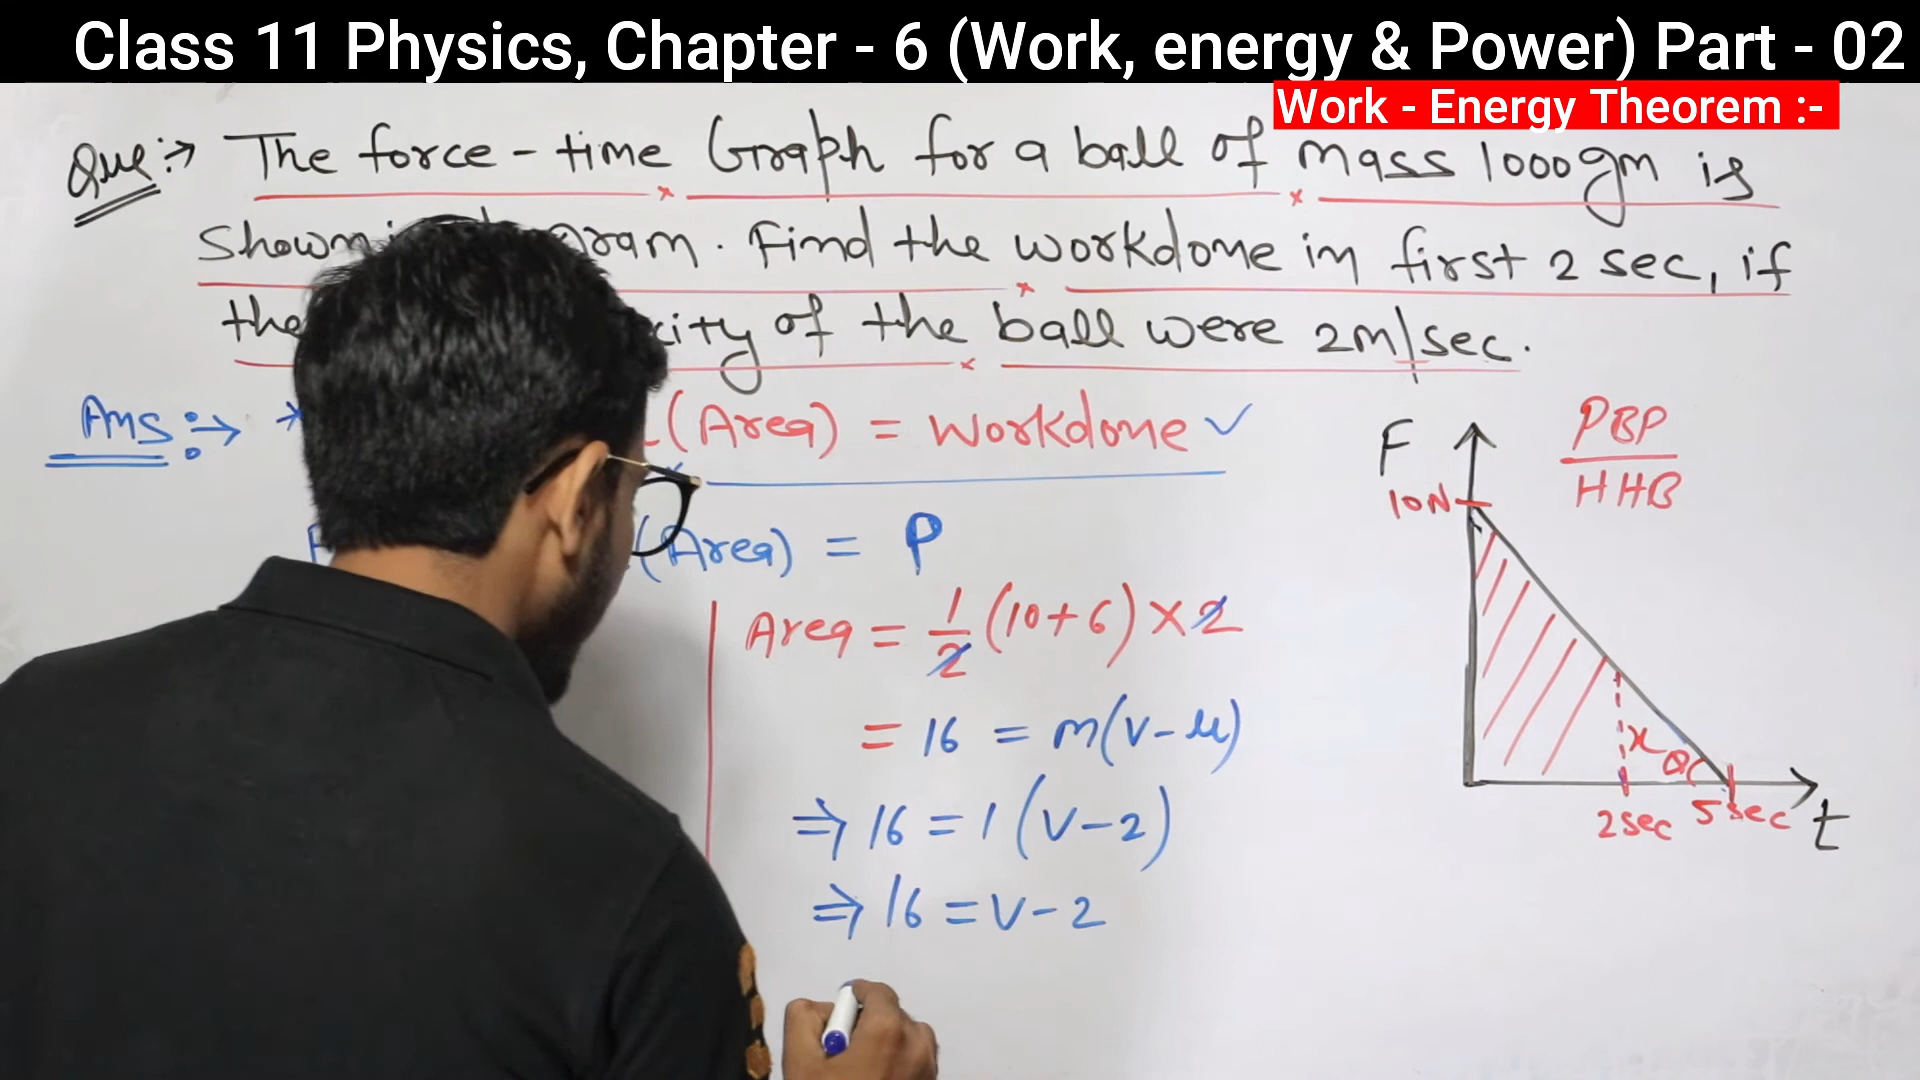 Class 11 Physics, Chapter - 6 (Work, energy & Power) Part - 02
Work - Energy Theorem :-
Que :→ The force - time Graph for a ball of mass 1000gm is
Shown gram. Find the workdone in first 2 sec, if
the city of the ball were 2m/sec.
Ans :→ * (Area) = Workdone ✓
(Area) = P
Area = 1/2 (10+6) × 2
= 16 = m(v-u)
⇒ 16 = 1 (v-2)
⇒ 16 = v-2
F
10N
PBP
HHB
x θ
2sec 5sec t